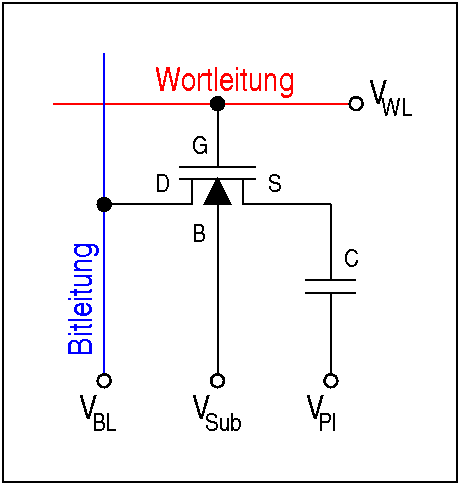 Wortleitung
V_WL
G
D
S
B
C
Bitleitung
V_BL
V_Sub
V_Pl